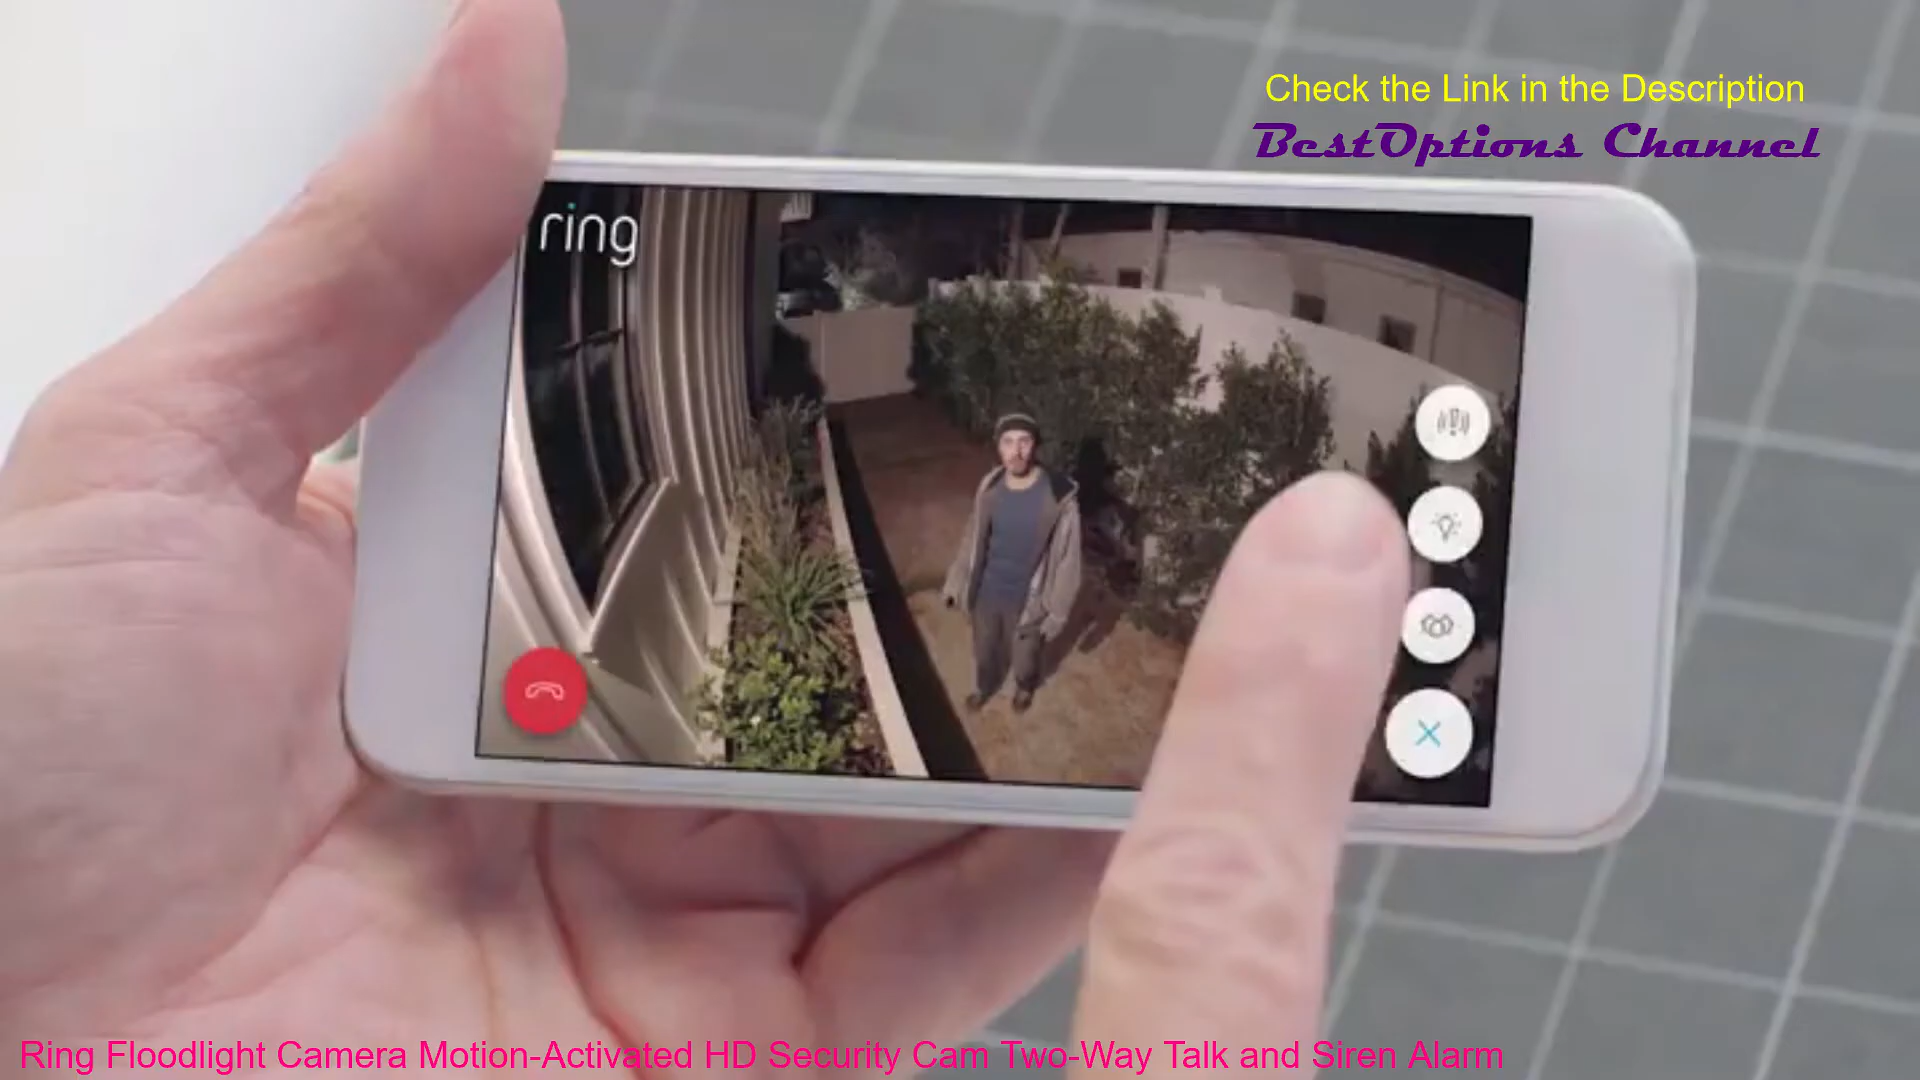 Check the Link in the Description
BestOptions Channel
ring
Ring Floodlight Camera Motion-Activated HD Security Cam Two-Way Talk and Siren Alarm